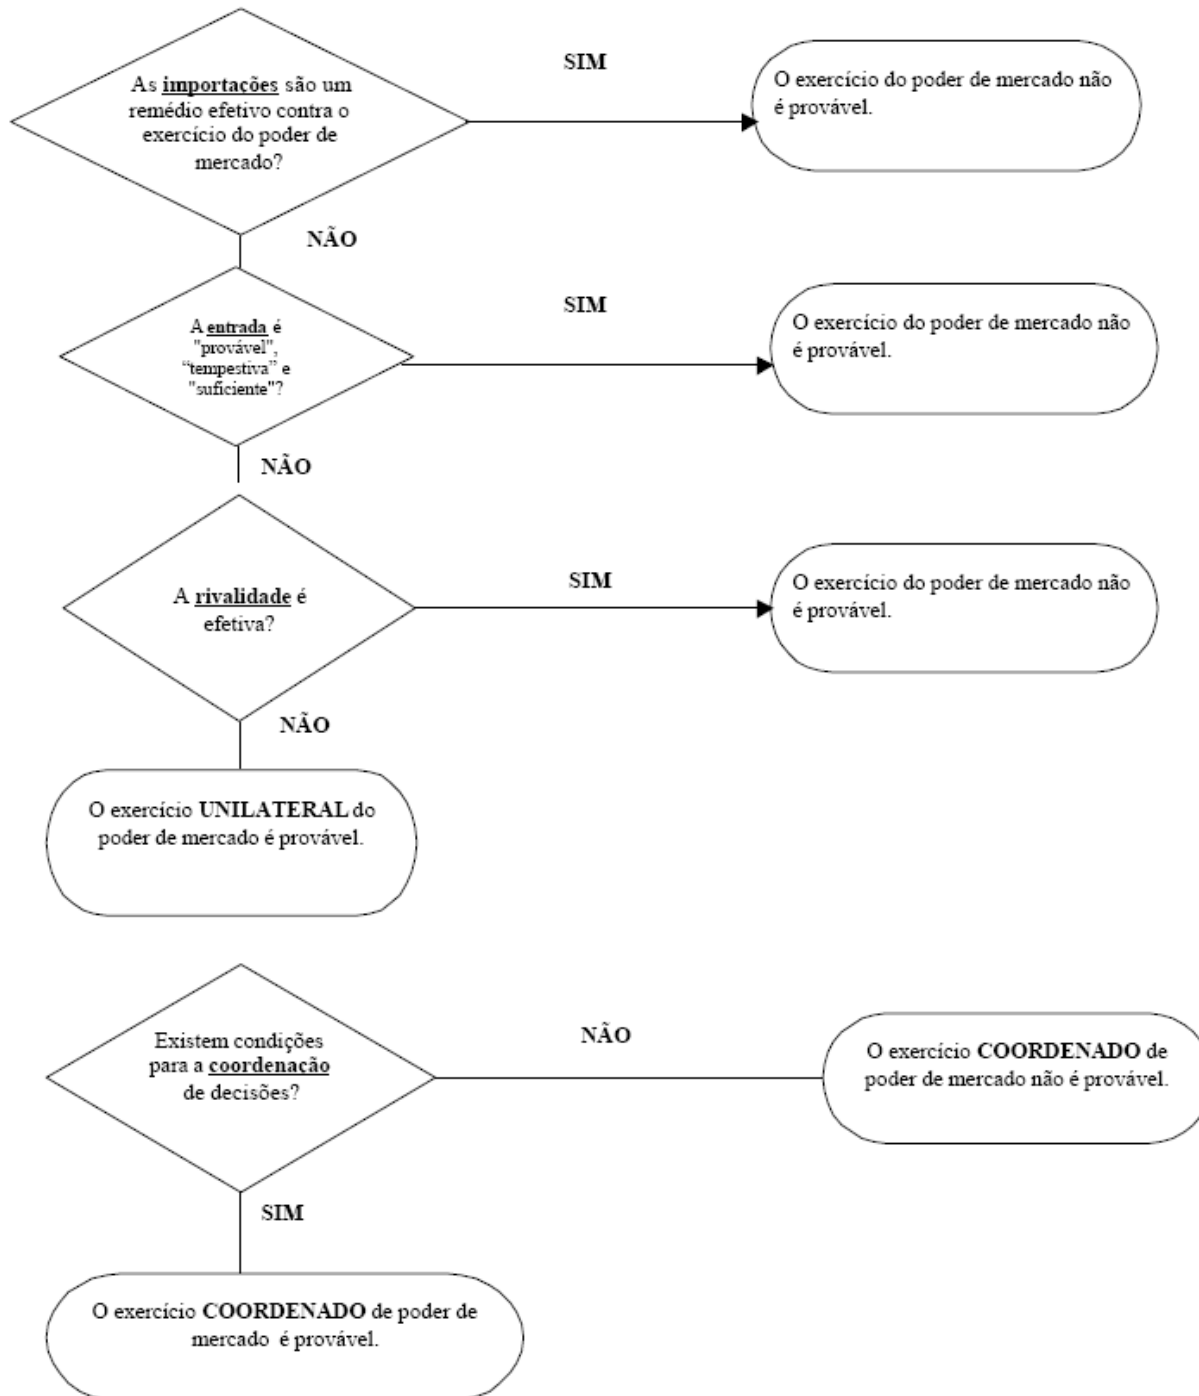 As importações são um
remédio efetivo contra o
exercício do poder de
mercado?
SIM
O exercício do poder de mercado não
é provável.
NÃO
A entrada é
"provável",
“tempestiva” e
"suficiente"?
SIM
O exercício do poder de mercado não
é provável.
NÃO
A rivalidade é
efetiva?
SIM
O exercício do poder de mercado não
é provável.
NÃO
O exercício UNILATERAL do
poder de mercado é provável.
Existem condições
para a coordenação
de decisões?
NÃO
O exercício COORDENADO de
poder de mercado não é provável.
SIM
O exercício COORDENADO de poder de
mercado é provável.